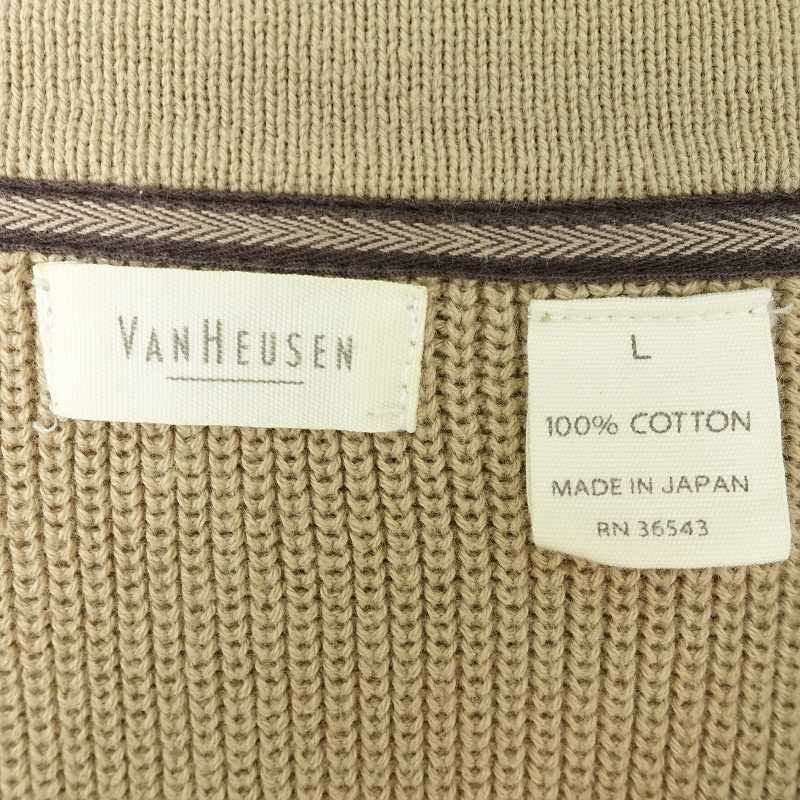 VANHEUSEN
L
100% COTTON
MADE IN JAPAN
RN 36543